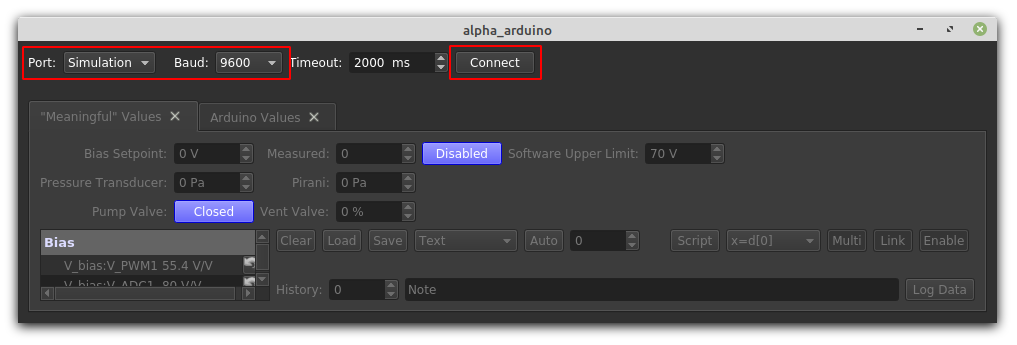 alpha_arduino
Port: Simulation Baud: 9600 Timeout: 2000 ms Connect
"Meaningful" Values Arduino Values
Bias Setpoint: 0 V Measured: 0 Disabled Software Upper Limit: 70 V
Pressure Transducer: 0 Pa Pirani: 0 Pa
Pump Valve: Closed Vent Valve: 0 %
Bias Clear Load Save Text Auto 0 Script x=d[0] Multi Link Enable
V_bias:V_PWM1 55.4 V/V
V_bias:V_ADC1 80 V/V
History: 0 Note Log Data